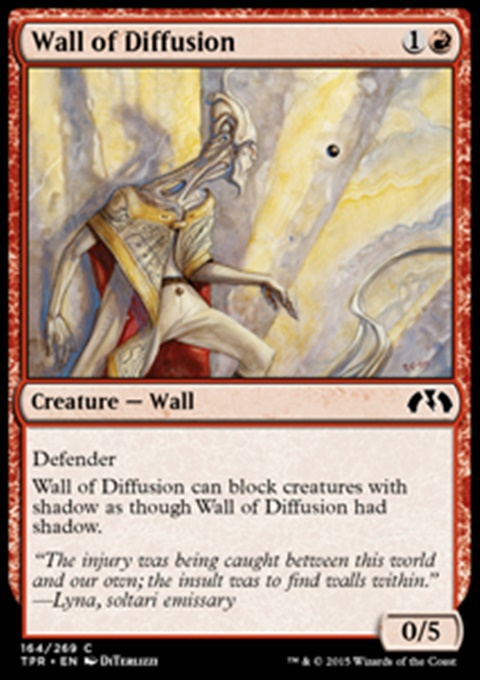 Wall of Diffusion 1
Creature — Wall
Defender
Wall of Diffusion can block creatures with
shadow as though Wall of Diffusion had
shadow.
“The injury was being caught between this world
and our own; the insult was to find walls within.”
—Lyna, soltari emissary
0/5
164/269 C
TPR • EN DiTerlizzi
™ & © 2015 Wizards of the Coast